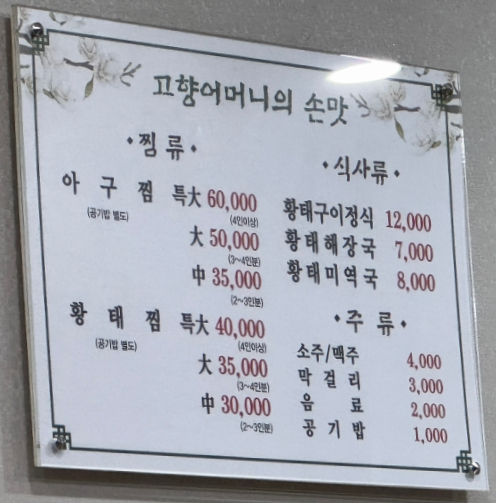 고향어머니의 손맛
•찜 류•
아 구 찜 특大 60,000
(공기밥 별도) (4인이상)
大 50,000
(3~4인분)
中 35,000
(2~3인분)
황 태 찜 특大 40,000
(공기밥 별도) (4인이상)
大 35,000
(3~4인분)
中 30,000
(2~3인분)
•식사류•
황태구이정식 12,000
황태해장국 7,000
황태미역국 8,000
•주 류•
소주/맥주 4,000
막 걸 리 3,000
음 료 2,000
공 기 밥 1,000